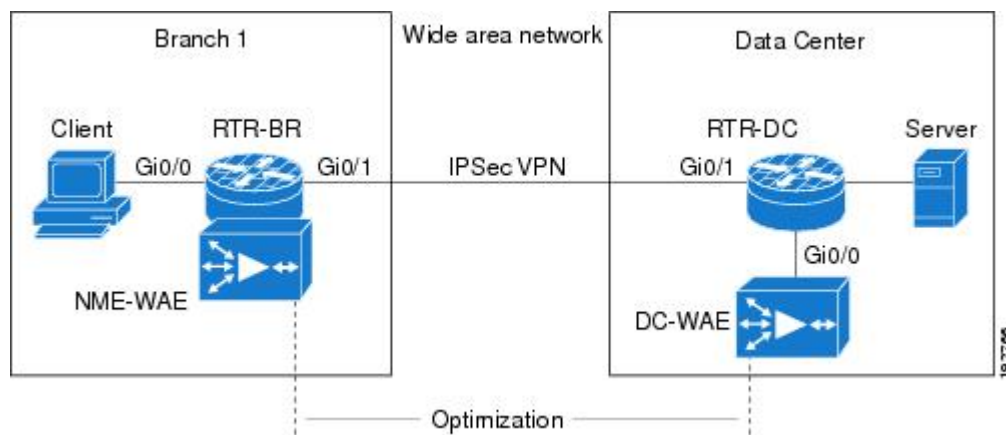 Branch 1
Wide area network
Data Center
Client
RTR-BR
RTR-DC
Server
Gi0/0
Gi0/1
IPSec VPN
Gi0/1
Gi0/0
NME-WAE
DC-WAE
Optimization